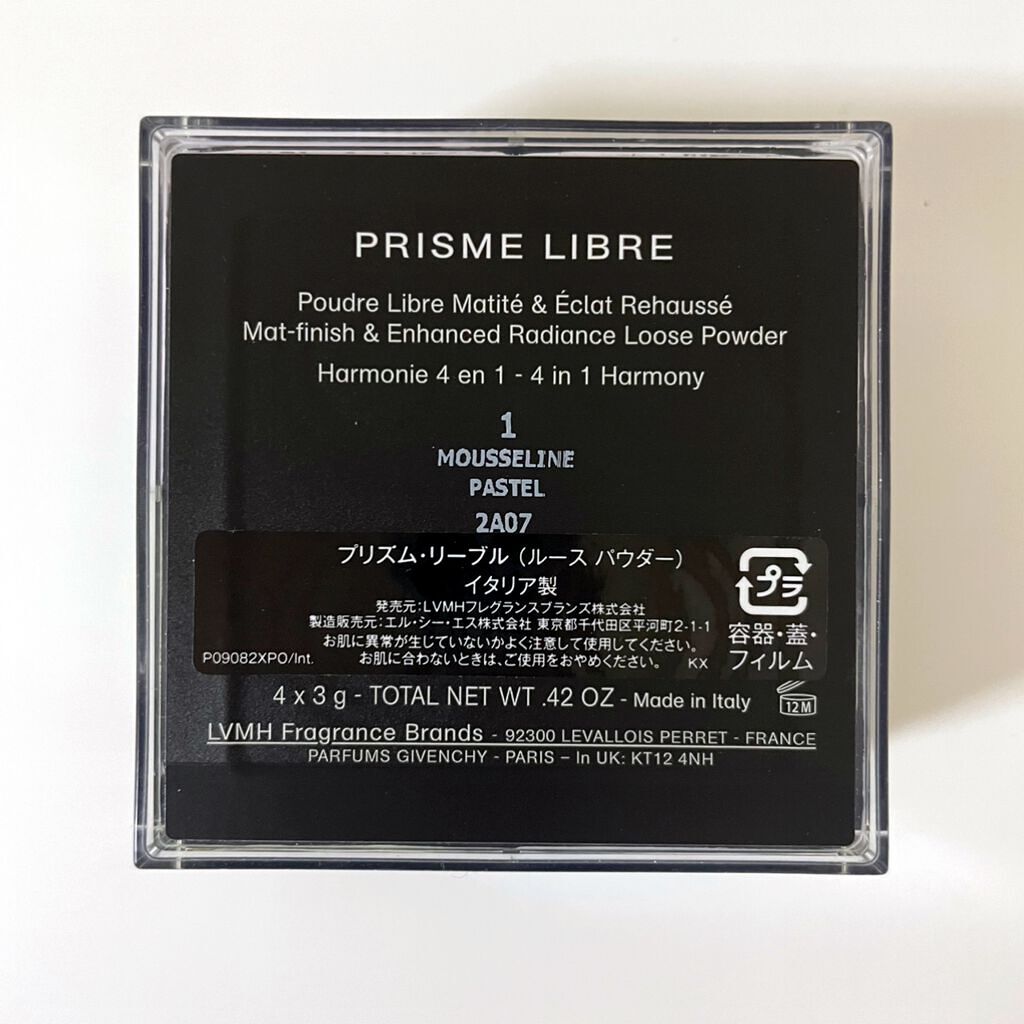 PRISME LIBRE
Poudre Libre Matité & Éclat Rehaussé
Mat-finish & Enhanced Radiance Loose Powder
Harmonie 4 en 1 - 4 in 1 Harmony
1
MOUSSELINE
PASTEL
2A07
プリズム・リーブル（ルース パウダー）
イタリア製
発売元:LVMHフレグランスブランズ株式会社
製造販売元:エル・シー・エス株式会社 東京都千代田区平河町2-1-1
お肌に異常が生じていないかよく注意して使用してください。
P09082XPO/Int. お肌に合わないときは、ご使用をおやめください。 KX
プラ
容器・蓋・
フィルム
4 x 3 g - TOTAL NET WT .42 OZ - Made in Italy
12M
LVMH Fragrance Brands - 92300 LEVALLOIS PERRET - FRANCE
PARFUMS GIVENCHY - PARIS – In UK: KT12 4NH